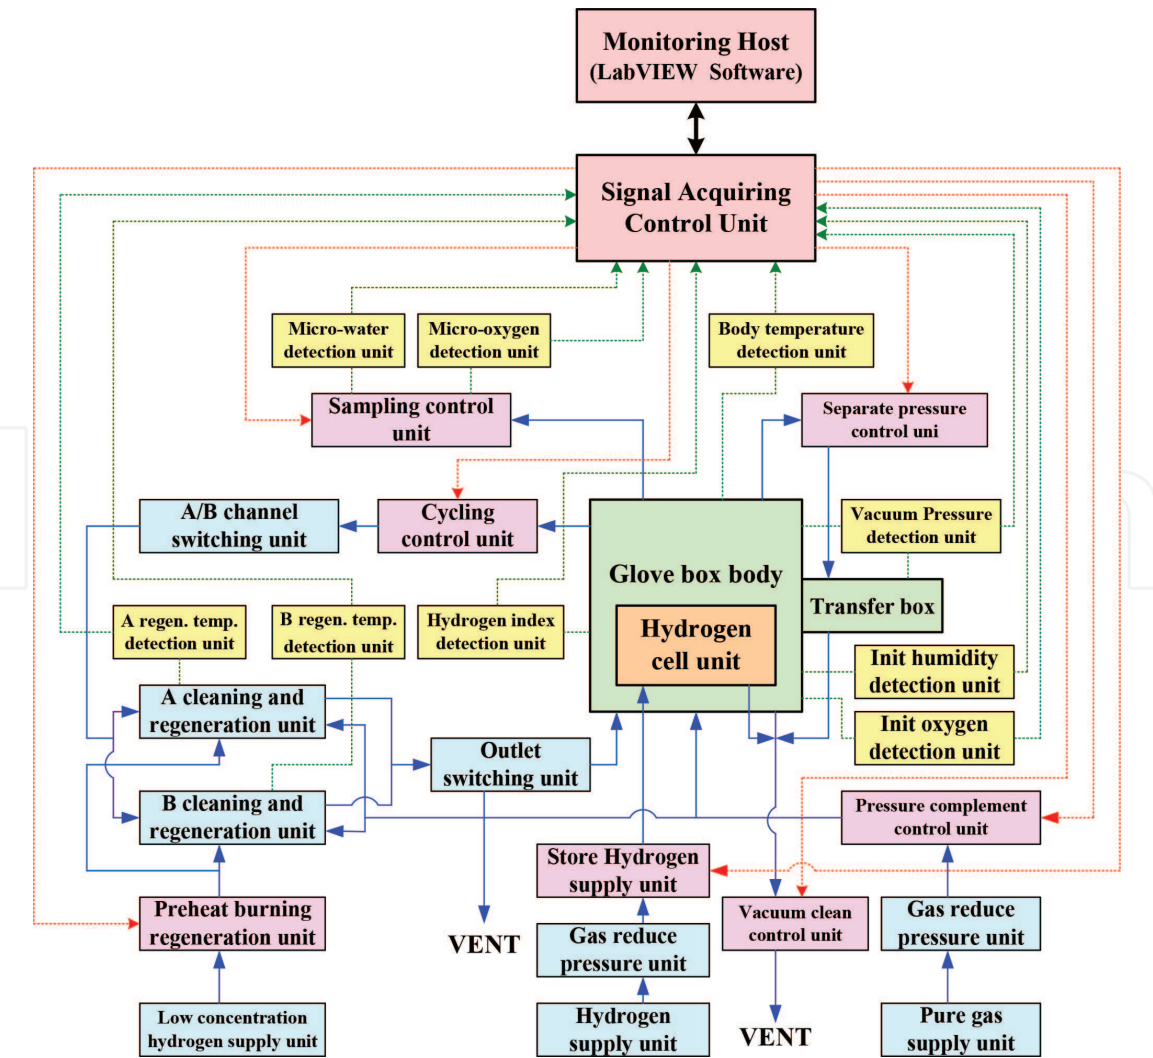 Monitoring Host
(LabVIEW Software)
Signal Acquiring
Control Unit
Micro-water
detection unit
Micro-oxygen
detection unit
Body temperature
detection unit
Sampling control
unit
Separate pressure
control uni
A/B channel
switching unit
Cycling
control unit
Vacuum Pressure
detection unit
Glove box body
Transfer box
A regen. temp.
detection unit
B regen. temp.
detection unit
Hydrogen index
detection unit
Hydrogen
cell unit
Init humidity
detection unit
A cleaning and
regeneration unit
Init oxygen
detection unit
Outlet
switching unit
B cleaning and
regeneration unit
Pressure complement
control unit
Store Hydrogen
supply unit
Preheat burning
regeneration unit
VENT
Gas reduce
pressure unit
Vacuum clean
control unit
Gas reduce
pressure unit
Low concentration
hydrogen supply unit
Hydrogen
supply unit
VENT
Pure gas
supply unit